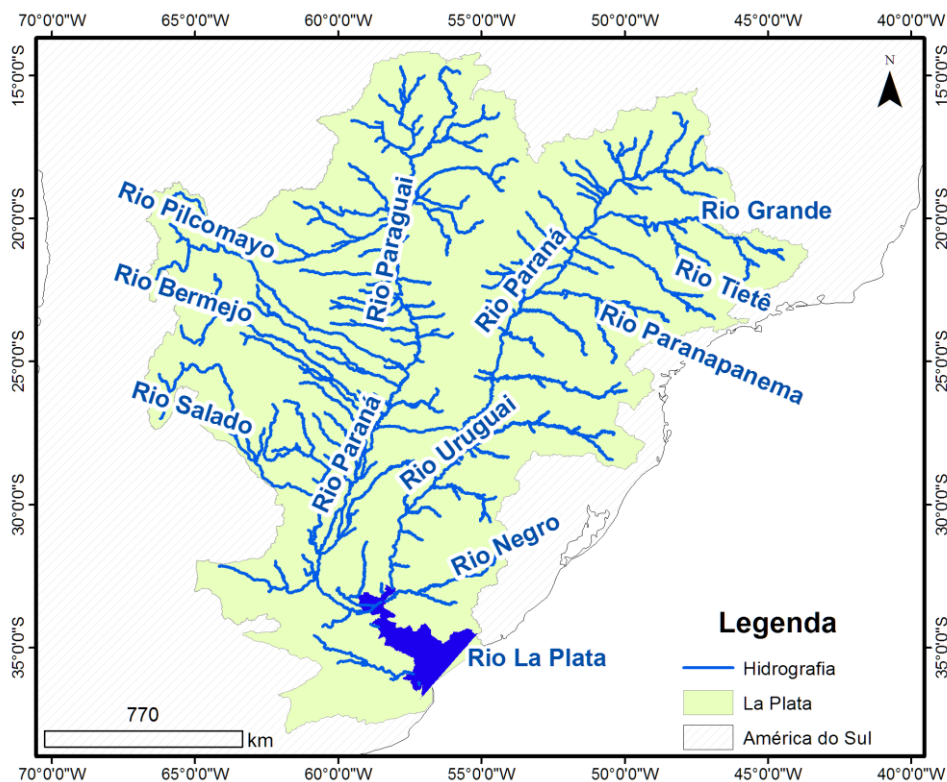 70°0'0"W 65°0'0"W 60°0'0"W 55°0'0"W 50°0'0"W 45°0'0"W 40°0'0"W
15°0'0"S
15°0'0"S
N
Rio Pilcomayo
Rio Paraguai
Rio Grande
20°0'0"S
20°0'0"S
Rio Bermejo
Rio Paraná
Rio Tietê
Rio Paranapanema
25°0'0"S
25°0'0"S
Rio Salado
Rio Paraná
Rio Uruguai
30°0'0"S
30°0'0"S
Rio Negro
Rio La Plata
35°0'0"S
35°0'0"S
Legenda
Hidrografia
La Plata
América do Sul
770
km
70°0'0"W 65°0'0"W 60°0'0"W 55°0'0"W 50°0'0"W 45°0'0"W 40°0'0"W